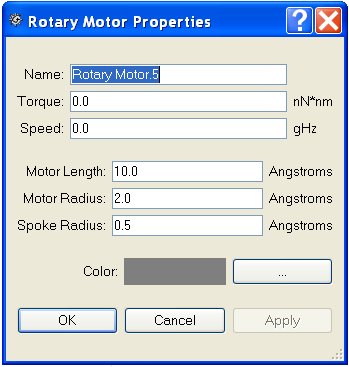 Rotary Motor Properties
Name: Rotary Motor.5
Torque: 0.0 nN*nm
Speed: 0.0 gHz
Motor Length: 10.0 Angstroms
Motor Radius: 2.0 Angstroms
Spoke Radius: 0.5 Angstroms
Color: ...
OK Cancel Apply